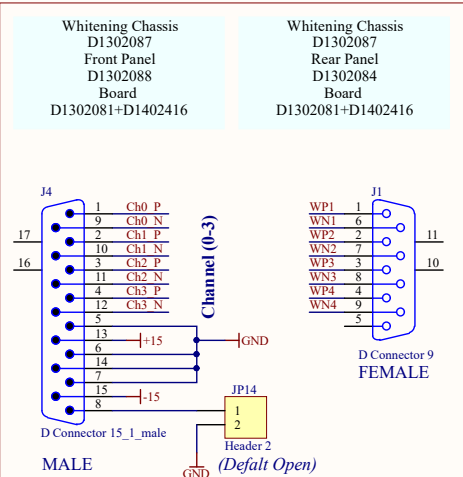 Whitening Chassis
D1302087
Front Panel
D1302088
Board
D1302081+D1402416
Whitening Chassis
D1302087
Rear Panel
D1302084
Board
D1302081+D1402416
J4
1 Ch0_P
9 Ch0_N
17
2 Ch1_P
10 Ch1_N
16
3 Ch2_P
11 Ch2_N
4 Ch3_P
12 Ch3_N
5
13 +15
6
14
7
15 -15
8
GND
Channel (0-3)
D Connector 15_1_male
MALE
JP14
1
2
Header 2
GND
(Defalt Open)
J1
WP1 1
WN1 6
WP2 2
11
WN2 7
WP3 3
10
WN3 8
WP4 4
WN4 9
5
D Connector 9
FEMALE